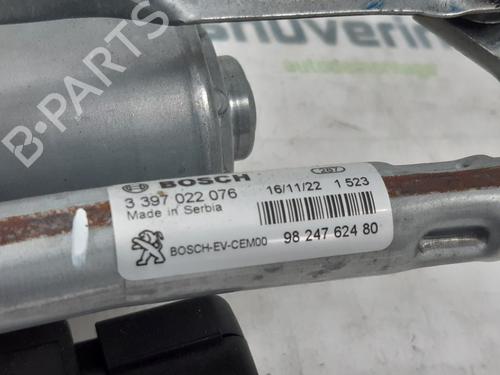 B-PARTS
BOSCH
267
3 397 022 076
16/11/22 1 523
Made in Serbia
BOSCH-EV-CEM00
98 247 624 80